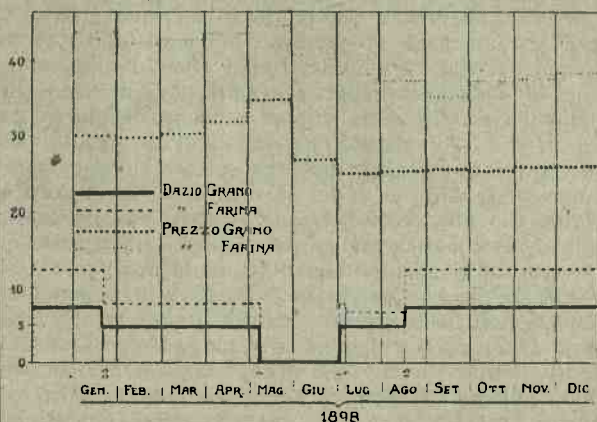 40
30
DAZIO GRANO
" FARINA
20
PREZZO GRANO
" FARINA
10
5
0
GEN. FEB. MAR APR. MAG. GIU LUG AGO SET OTT NOV. DIC
1898